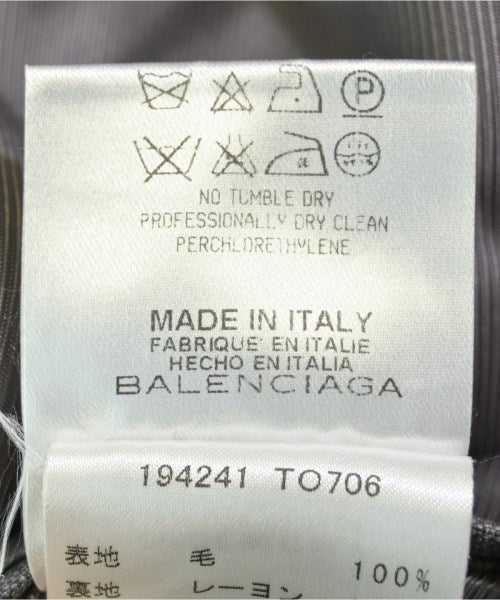 P
NO TUMBLE DRY
PROFESSIONALLY DRY CLEAN
PERCHLORETHYLENE
MADE IN ITALY
FABRIQUÉ EN ITALIE
HECHO EN ITALIA
BALENCIAGA
194241 TO706
表地 毛 100%
裏地 レーヨン